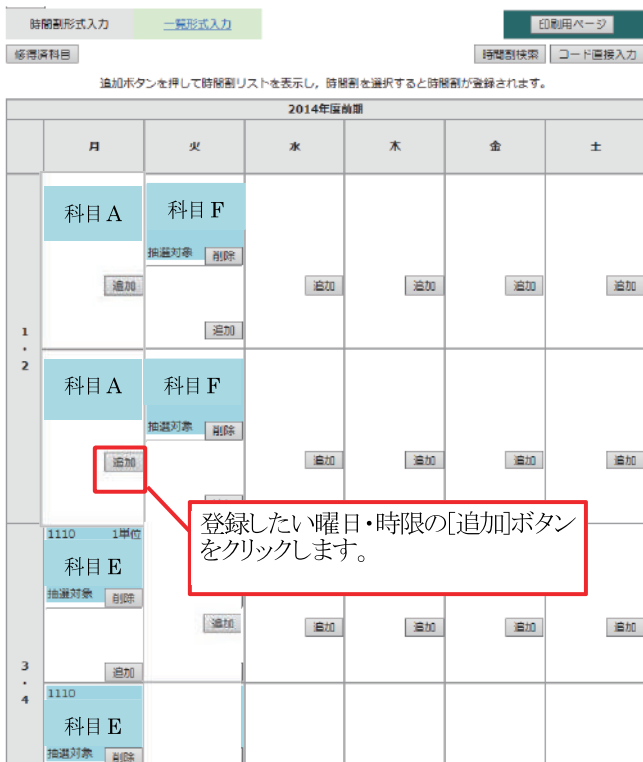 時間割形式入力 一覧形式入力 印刷用ページ
修得済科目 時間割検索 コード直接入力
追加ボタンを押して時間割リストを表示し，時間割を選択すると時間割が登録されます。
2014年度前期
月 火 水 木 金 土
科目 A 科目 F
抽選対象 削除
追加 追加 追加 追加 追加
追加
1・2
科目 A 科目 F
抽選対象 削除
追加 追加 追加 追加 追加
登録したい曜日・時限の[追加]ボタン
をクリックします。
1110 1単位
科目 E
抽選対象 削除
追加 追加 追加 追加 追加
追加
3・4
1110
科目 E
抽選対象 削除